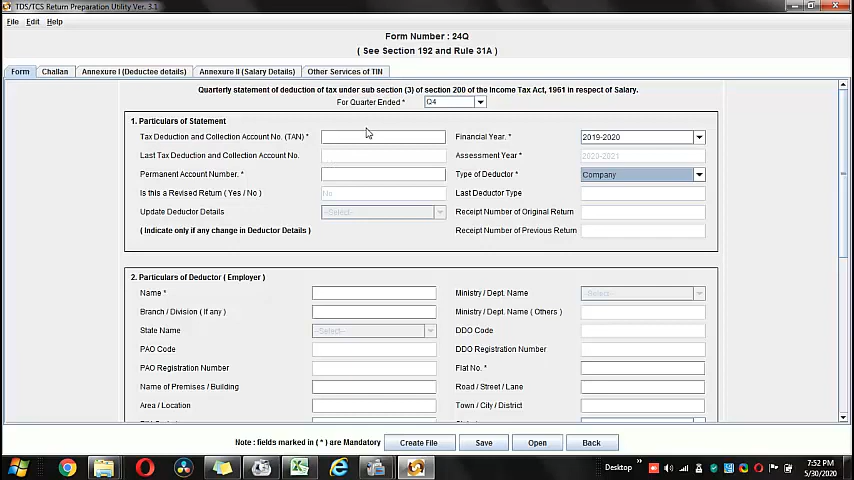 TDS/TCS Return Preparation Utility Ver. 3.1
File Edit Help
Form Number : 24Q
( See Section 192 and Rule 31A )
Form Challan Annexure I (Deductee details) Annexure II (Salary Details) Other Services of TIN
Quarterly statement of deduction of tax under sub section (3) of section 200 of the Income Tax Act, 1961 in respect of Salary.
For Quarter Ended * Q4
1. Particulars of Statement
Tax Deduction and Collection Account No. (TAN) * Financial Year. * 2019-2020
Last Tax Deduction and Collection Account No. Assessment Year * 2020-2021
Permanent Account Number. * Type of Deductor * Company
Is this a Revised Return ( Yes / No ) No Last Deductor Type
Update Deductor Details --Select-- Receipt Number of Original Return
( Indicate only if any change in Deductor Details ) Receipt Number of Previous Return
2. Particulars of Deductor ( Employer )
Name * Ministry / Dept. Name --Select--
Branch / Division ( If any ) Ministry / Dept. Name ( Others )
State Name --Select-- DDO Code
PAO Code DDO Registration Number
PAO Registration Number Flat No. *
Name of Premises / Building Road / Street / Lane
Area / Location Town / City / District
Note : fields marked in ( * ) are Mandatory Create File Save Open Back
Desktop 7:52 PM
5/30/2020